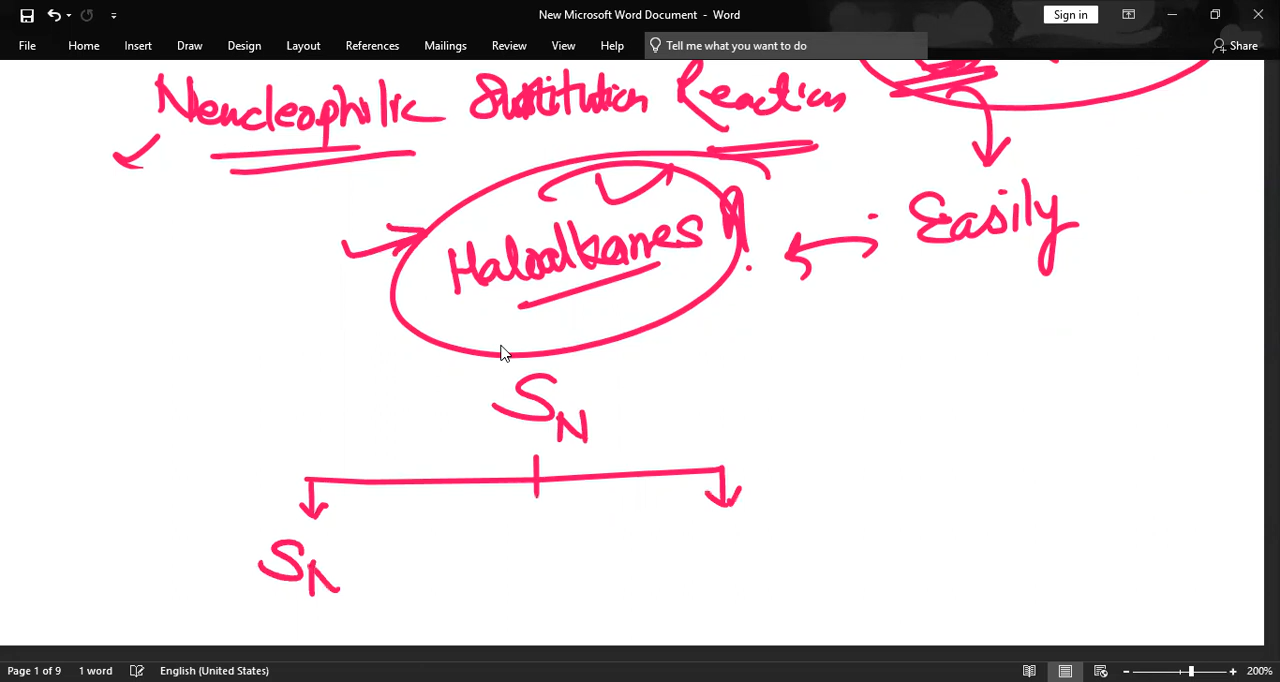 New Microsoft Word Document - Word
Sign in
File Home Insert Draw Design Layout References Mailings Review View Help Tell me what you want to do Share
Neucleophilic Substitution Reaction
Easily
Haloalkanes
SN
SN
Page 1 of 9 1 word English (United States) 200%